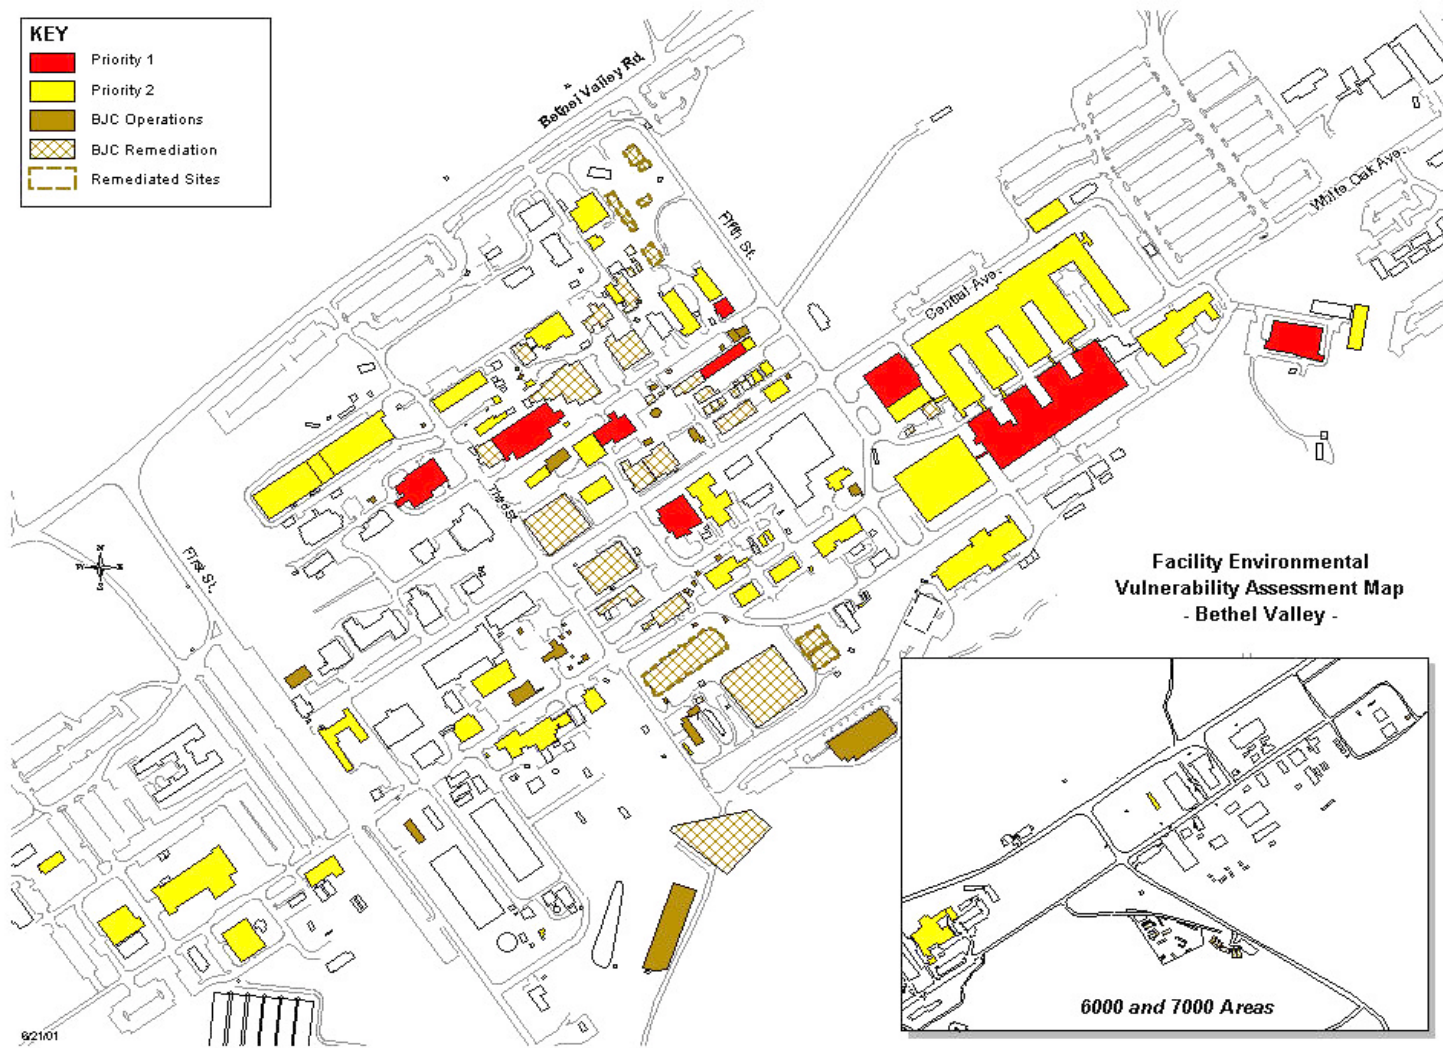 KEY
Priority 1
Priority 2
BJC Operations
BJC Remediation
Remediated Sites
Bethel Valley Rd.
Fifth St.
White Oak Ave.
Central Ave.
Third St.
First St.
N
W E
S
Facility Environmental
Vulnerability Assessment Map
- Bethel Valley -
6000 and 7000 Areas
6/21/01